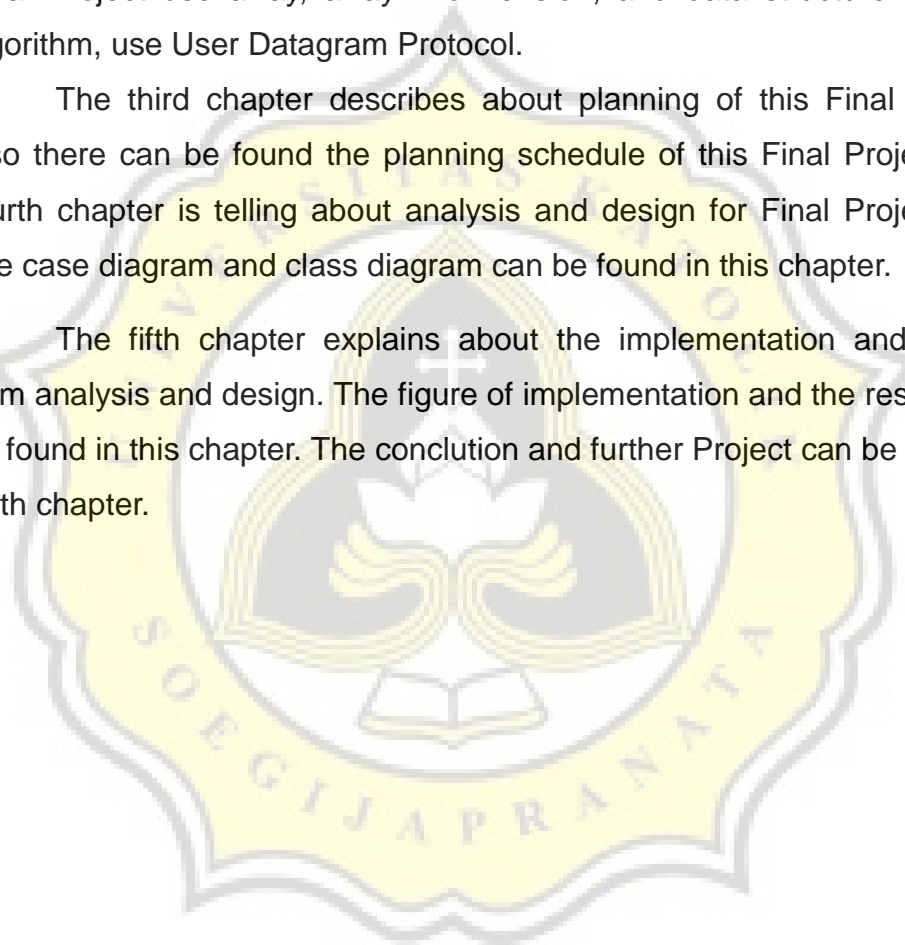 gorithm, use User Datagram Protocol.
The third chapter describes about planning of this Final
so there can be found the planning schedule of this Final Proje
urth chapter is telling about analysis and design for Final Proje
e case diagram and class diagram can be found in this chapter.
The fifth chapter explains about the implementation and
m analysis and design. The figure of implementation and the res
found in this chapter. The conclution and further Project can be
th chapter.
UNIVERSITAS KATOLIK
SOEGIJAPRANATA